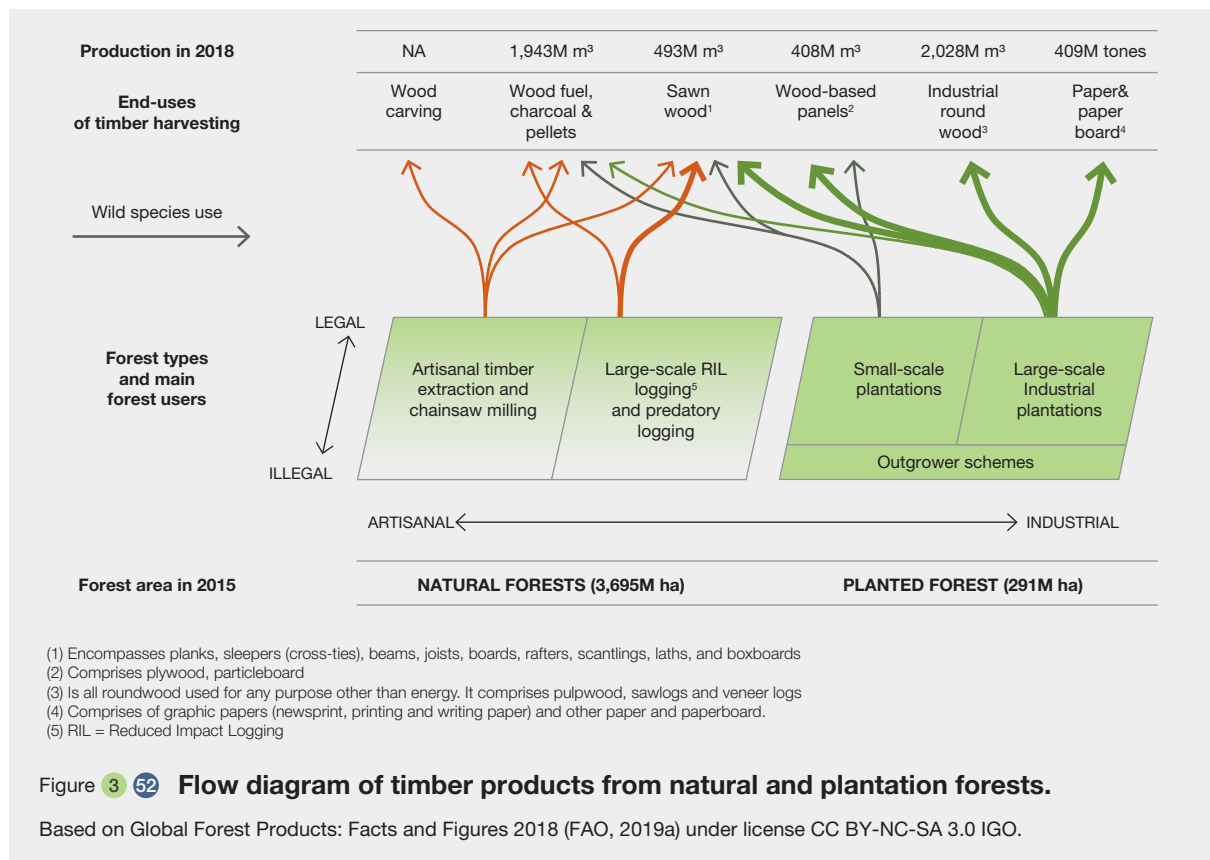 Production in 2018
NA
1,943M m³
493M m³
408M m³
2,028M m³
409M tones
End-uses
of timber harvesting
Wood
carving
Wood fuel,
charcoal &
pellets
Sawn
wood¹
Wood-based
panels²
Industrial
round
wood³
Paper&
paper
board⁴
Wild species use
Forest types
and main
forest users
LEGAL
ILLEGAL
Artisanal timber
extraction and
chainsaw milling
Large-scale RIL
logging⁵
and predatory
logging
Small-scale
plantations
Large-scale
Industrial
plantations
Outgrower schemes
ARTISANAL
INDUSTRIAL
Forest area in 2015
NATURAL FORESTS (3,695M ha)
PLANTED FOREST (291M ha)
(1) Encompasses planks, sleepers (cross-ties), beams, joists, boards, rafters, scantlings, laths, and boxboards
(2) Comprises plywood, particleboard
(3) Is all roundwood used for any purpose other than energy. It comprises pulpwood, sawlogs and veneer logs
(4) Comprises of graphic papers (newsprint, printing and writing paper) and other paper and paperboard.
(5) RIL = Reduced Impact Logging
Figure 3 52 Flow diagram of timber products from natural and plantation forests.
Based on Global Forest Products: Facts and Figures 2018 (FAO, 2019a) under license CC BY-NC-SA 3.0 IGO.